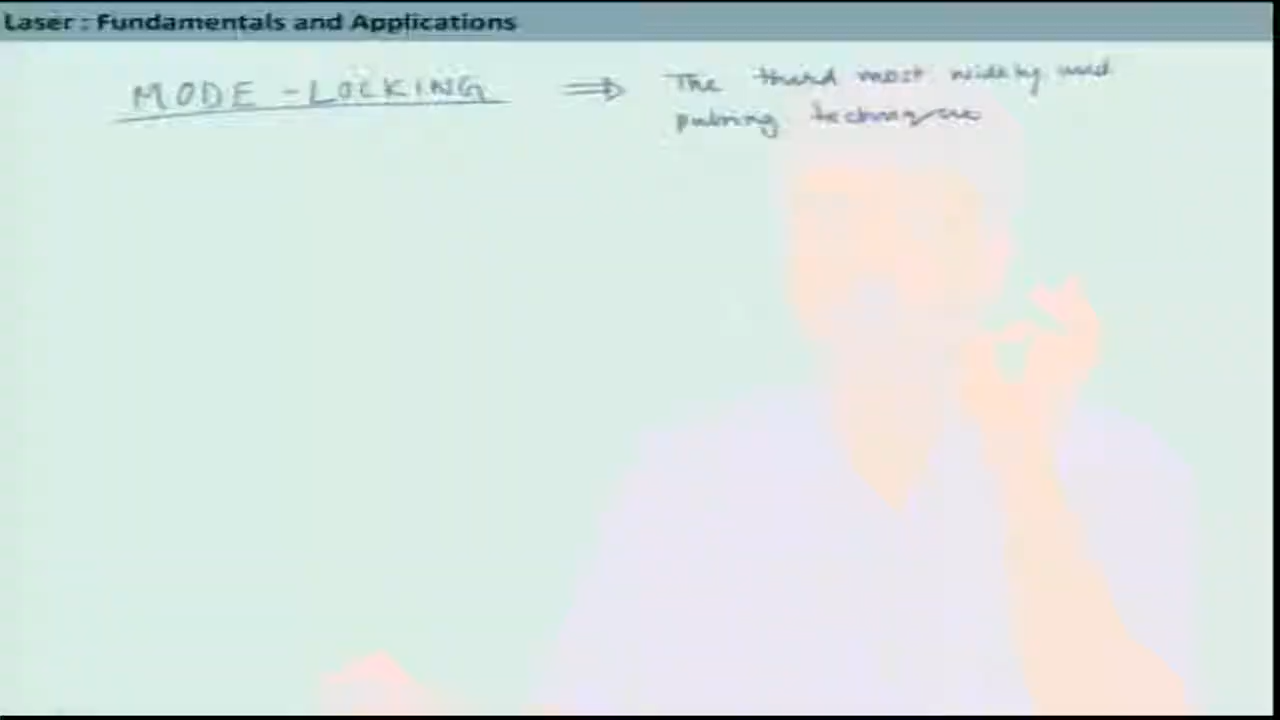 Laser : Fundamentals and Applications
MODE - LOCKING ⇒ The third most widely used
pulsing technique